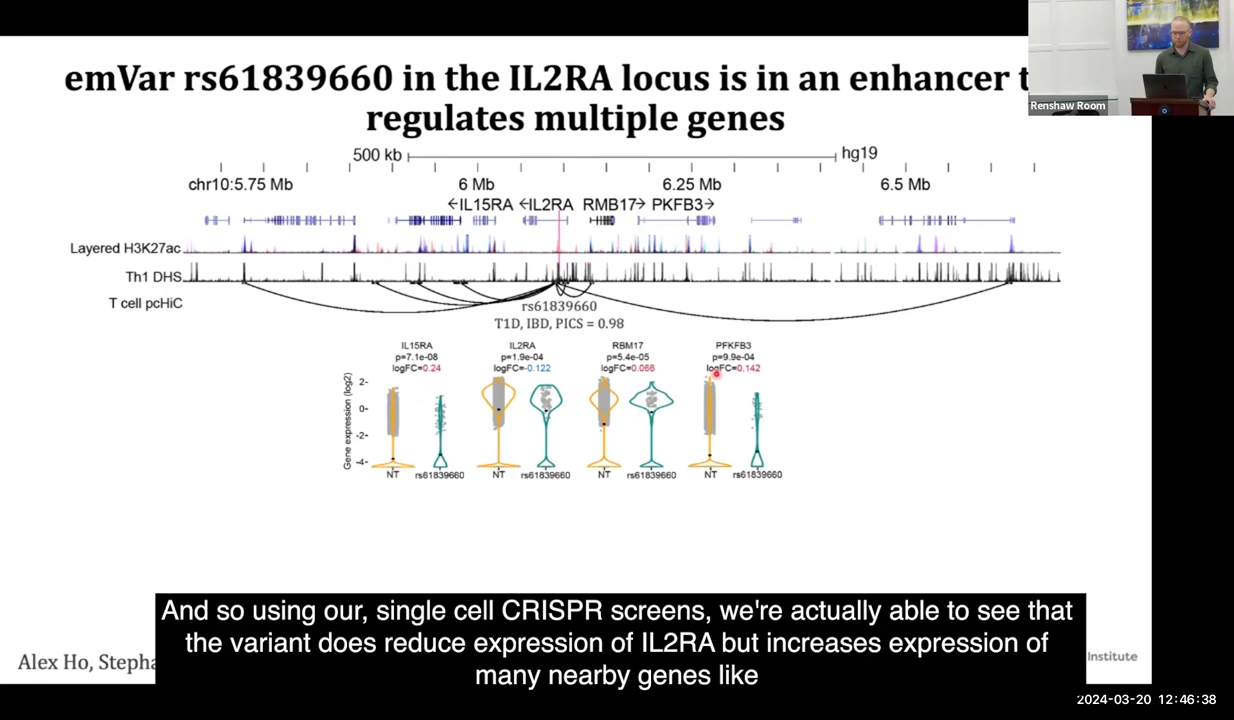 emVar rs61839660 in the IL2RA locus is in an enhancer
regulates multiple genes
Renshaw Room
500 kb
hg19
chr10:5.75 Mb 6 Mb 6.25 Mb 6.5 Mb
←IL15RA ←IL2RA RMB17→ PKFB3→
Layered H3K27ac
Th1 DHS
T cell pcHiC
rs61839660
T1D, IBD, PICS = 0.98
IL15RA IL2RA RBM17 PFKFB3
p=7.1e-08 p=1.9e-04 p=5.4e-05 p=9.9e-04
logFC=0.24 logFC=-0.122 logFC=0.066 logFC=0.142
Gene expression (log2)
2-
0-
-2-
-4-
NT rs61839660 NT rs61839660 NT rs61839660 NT rs61839660
And so using our, single cell CRISPR screens, we're actually able to see that
the variant does reduce expression of IL2RA but increases expression of
many nearby genes like
Alex Ho, Institute
2024-03-20 12:46:38